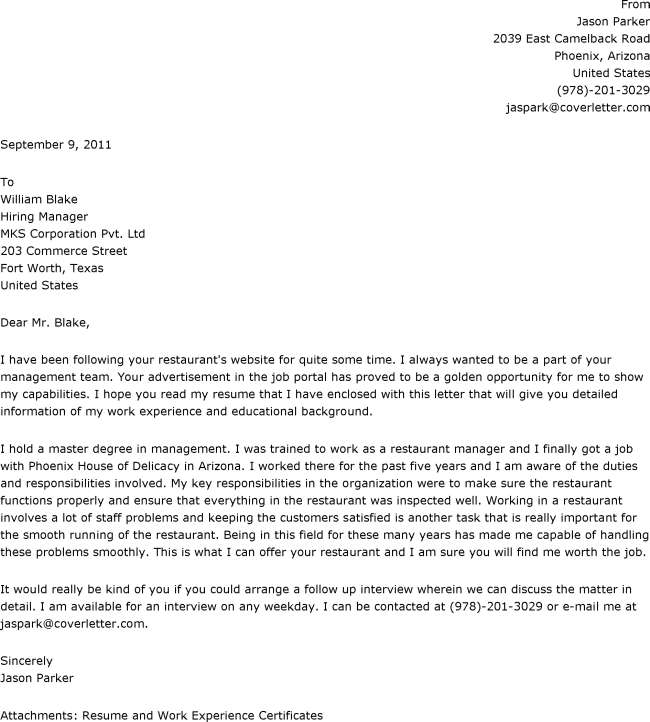 From
Jason Parker
2039 East Camelback Road
Phoenix, Arizona
United States
(978)-201-3029
jaspark@coverletter.com
September 9, 2011
To
William Blake
Hiring Manager
MKS Corporation Pvt. Ltd
203 Commerce Street
Fort Worth, Texas
United States
Dear Mr. Blake,
I have been following your restaurant's website for quite some time. I always wanted to be a part of your
management team. Your advertisement in the job portal has proved to be a golden opportunity for me to show
my capabilities. I hope you read my resume that I have enclosed with this letter that will give you detailed
information of my work experience and educational background.
I hold a master degree in management. I was trained to work as a restaurant manager and I finally got a job
with Phoenix House of Delicacy in Arizona. I worked there for the past five years and I am aware of the duties
and responsibilities involved. My key responsibilities in the organization were to make sure the restaurant
functions properly and ensure that everything in the restaurant was inspected well. Working in a restaurant
involves a lot of staff problems and keeping the customers satisfied is another task that is really important for
the smooth running of the restaurant. Being in this field for these many years has made me capable of handling
these problems smoothly. This is what I can offer your restaurant and I am sure you will find me worth the job.
It would really be kind of you if you could arrange a follow up interview wherein we can discuss the matter in
detail. I am available for an interview on any weekday. I can be contacted at (978)-201-3029 or e-mail me at
jaspark@coverletter.com.
Sincerely
Jason Parker
Attachments: Resume and Work Experience Certificates